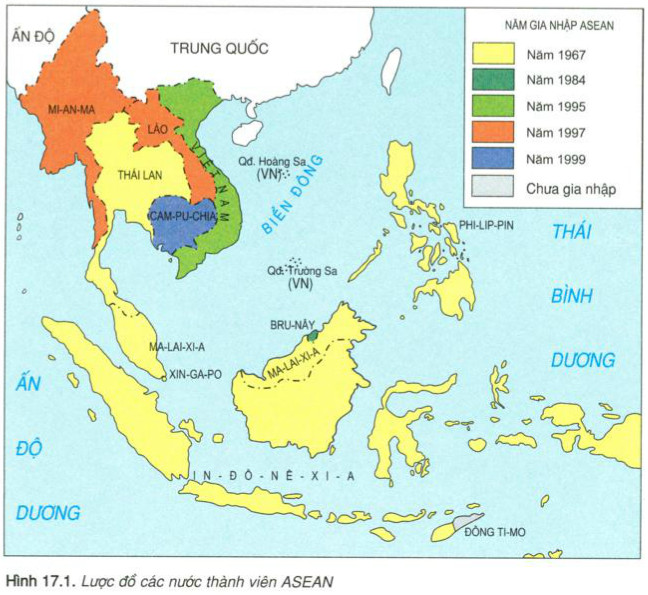 NĂM GIA NHẬP ASEAN
Năm 1967
Năm 1984
Năm 1995
Năm 1997
Năm 1999
Chưa gia nhập
ẤN ĐỘ
TRUNG QUỐC
MI-AN-MA
LÀO
VIỆT NAM
THÁI LAN
CAM-PU-CHIA
Qđ. Hoàng Sa
(VN)
BIỂN ĐÔNG
PHI-LIP-PIN
THÁI
BÌNH
DƯƠNG
Qđ. Trường Sa
(VN)
BRU-NÂY
MA-LAI-XI-A
MA-LAI-XI-A
XIN-GA-PO
ẤN
ĐỘ
DƯƠNG
IN-ĐÔ-NÊ-XI-A
ĐÔNG TI-MO
Hình 17.1. Lược đồ các nước thành viên ASEAN